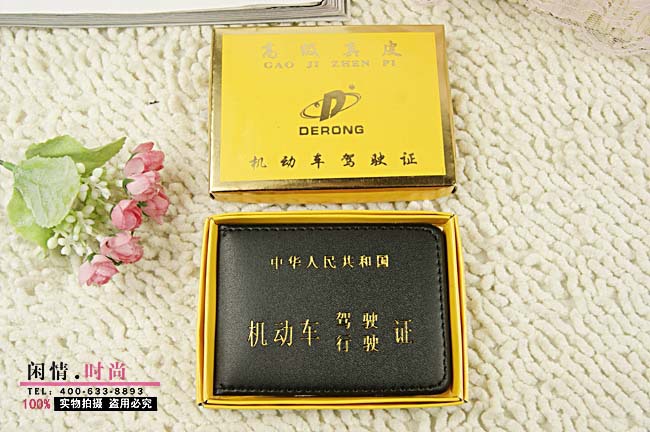 高级真皮
GAO JI ZHEN PI
D
DERONG
机动车驾驶证
中华人民共和国
机动车 驾驶 证
行驶
闲情.时尚
TEL: 400-633-8893
100% 实物拍摄 盗用必究